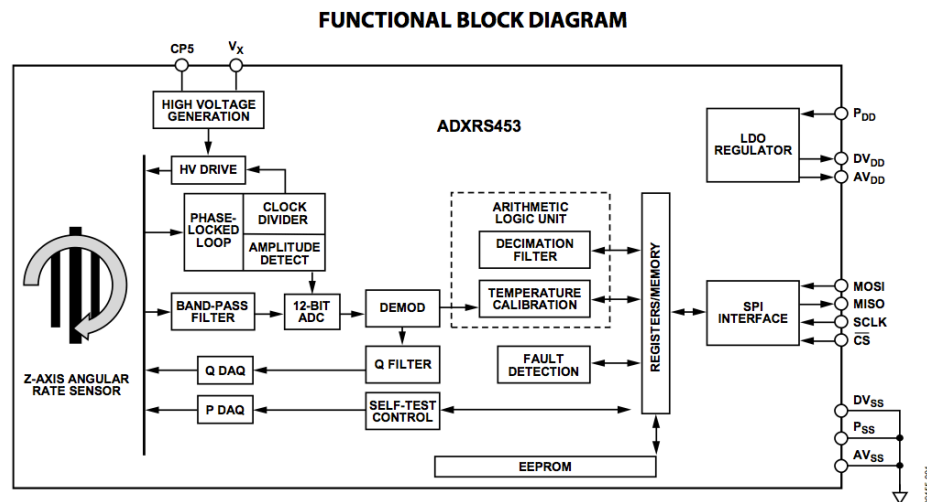 FUNCTIONAL BLOCK DIAGRAM
CP5
VX
HIGH VOLTAGE
GENERATION
ADXRS453
LDO
REGULATOR
PDD
DVDD
AVDD
HV DRIVE
PHASE-
LOCKED
LOOP
CLOCK
DIVIDER
AMPLITUDE
DETECT
ARITHMETIC
LOGIC UNIT
DECIMATION
FILTER
TEMPERATURE
CALIBRATION
REGISTERS/MEMORY
SPI
INTERFACE
MOSI
MISO
SCLK
CS
BAND-PASS
FILTER
12-BIT
ADC
DEMOD
Q FILTER
FAULT
DETECTION
Z-AXIS ANGULAR
RATE SENSOR
Q DAQ
P DAQ
SELF-TEST
CONTROL
EEPROM
DVSS
PSS
AVSS